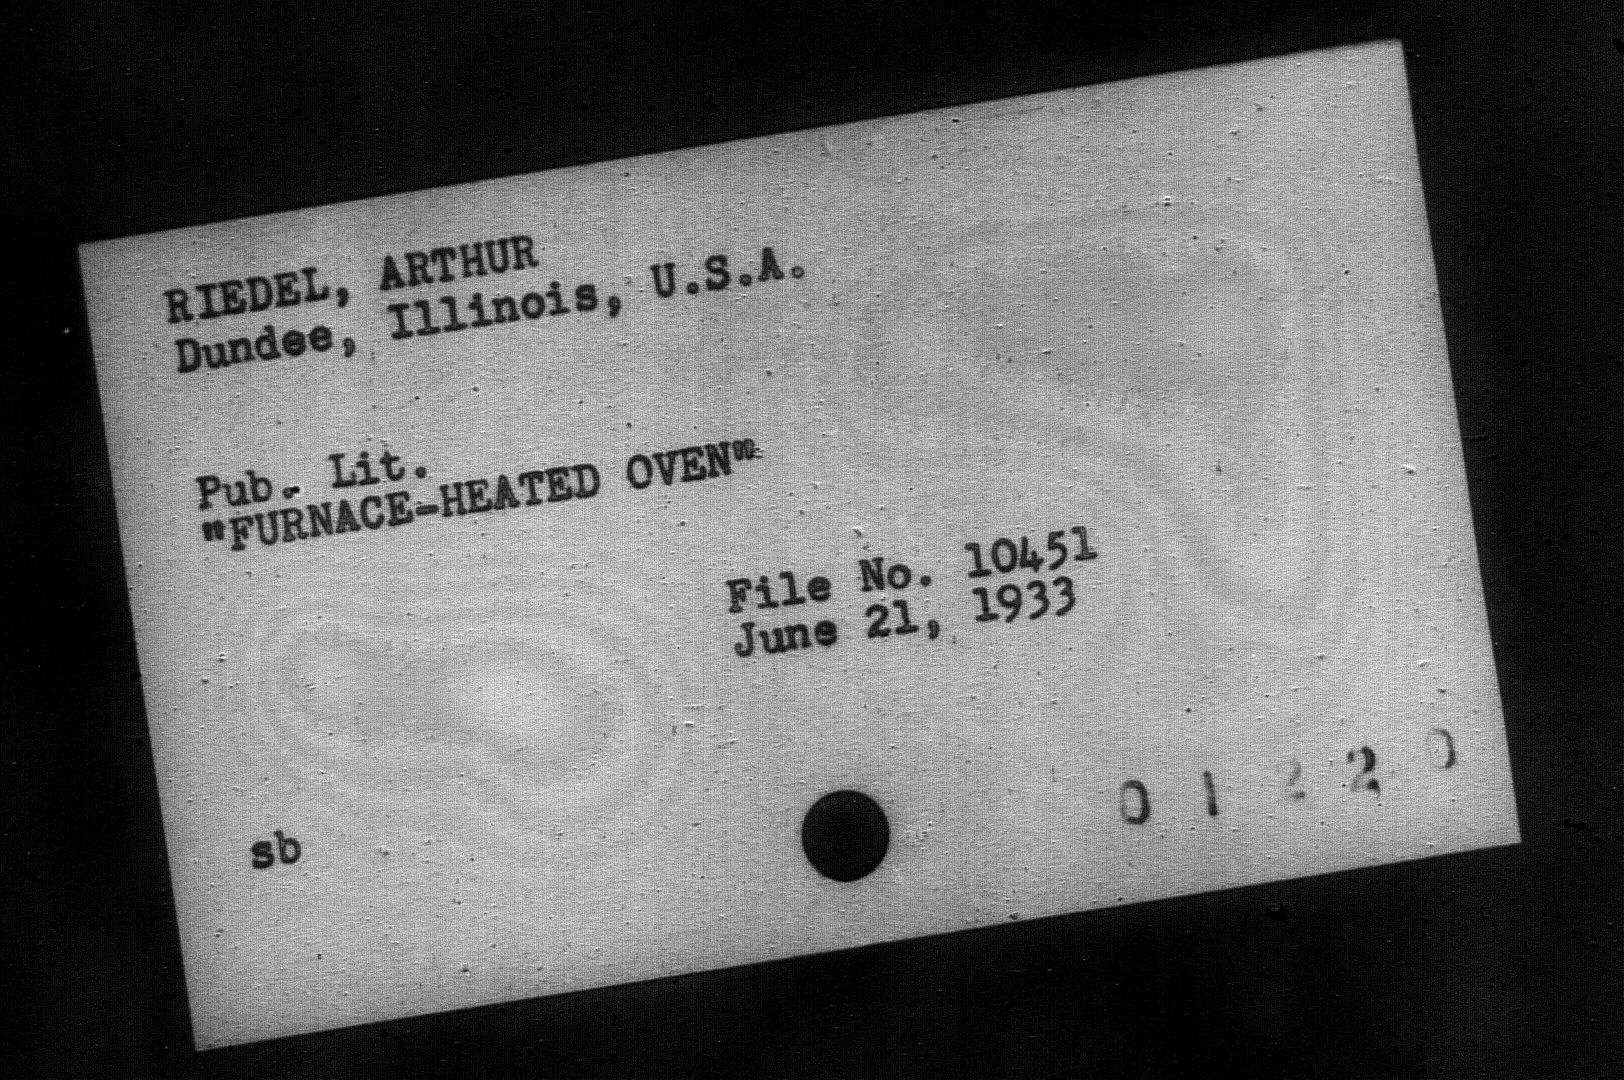 RIEDEL, ARTHUR
Dundee, Illinois, U.S.A.
Pub. Lit.
"FURNACE-HEATED OVEN"
File No. 10451
June 21, 1933
sb
0 1 2 2 0